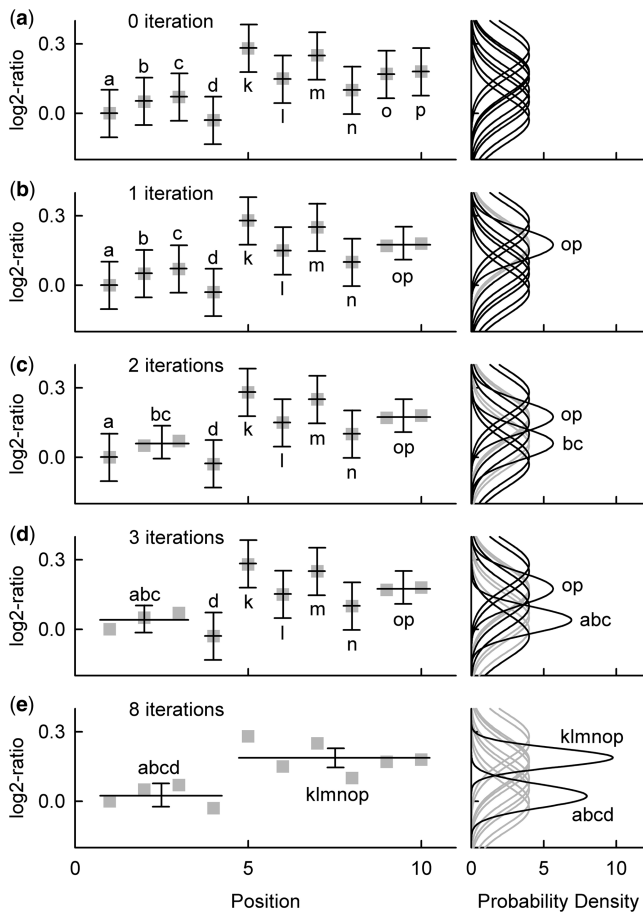 (a) 0 iteration
log2-ratio
0.3
0.0
a b c d k l m n o p
(b) 1 iteration
log2-ratio
0.3
0.0
a b c d k l m n op
op
(c) 2 iterations
log2-ratio
0.3
0.0
a bc d k l m n op
op
bc
(d) 3 iterations
log2-ratio
0.3
0.0
abc d k l m n op
op
abc
(e) 8 iterations
log2-ratio
0.3
0.0
abcd klmnop
klmnop
abcd
0 5 10 0 5 10
Position Probability Density